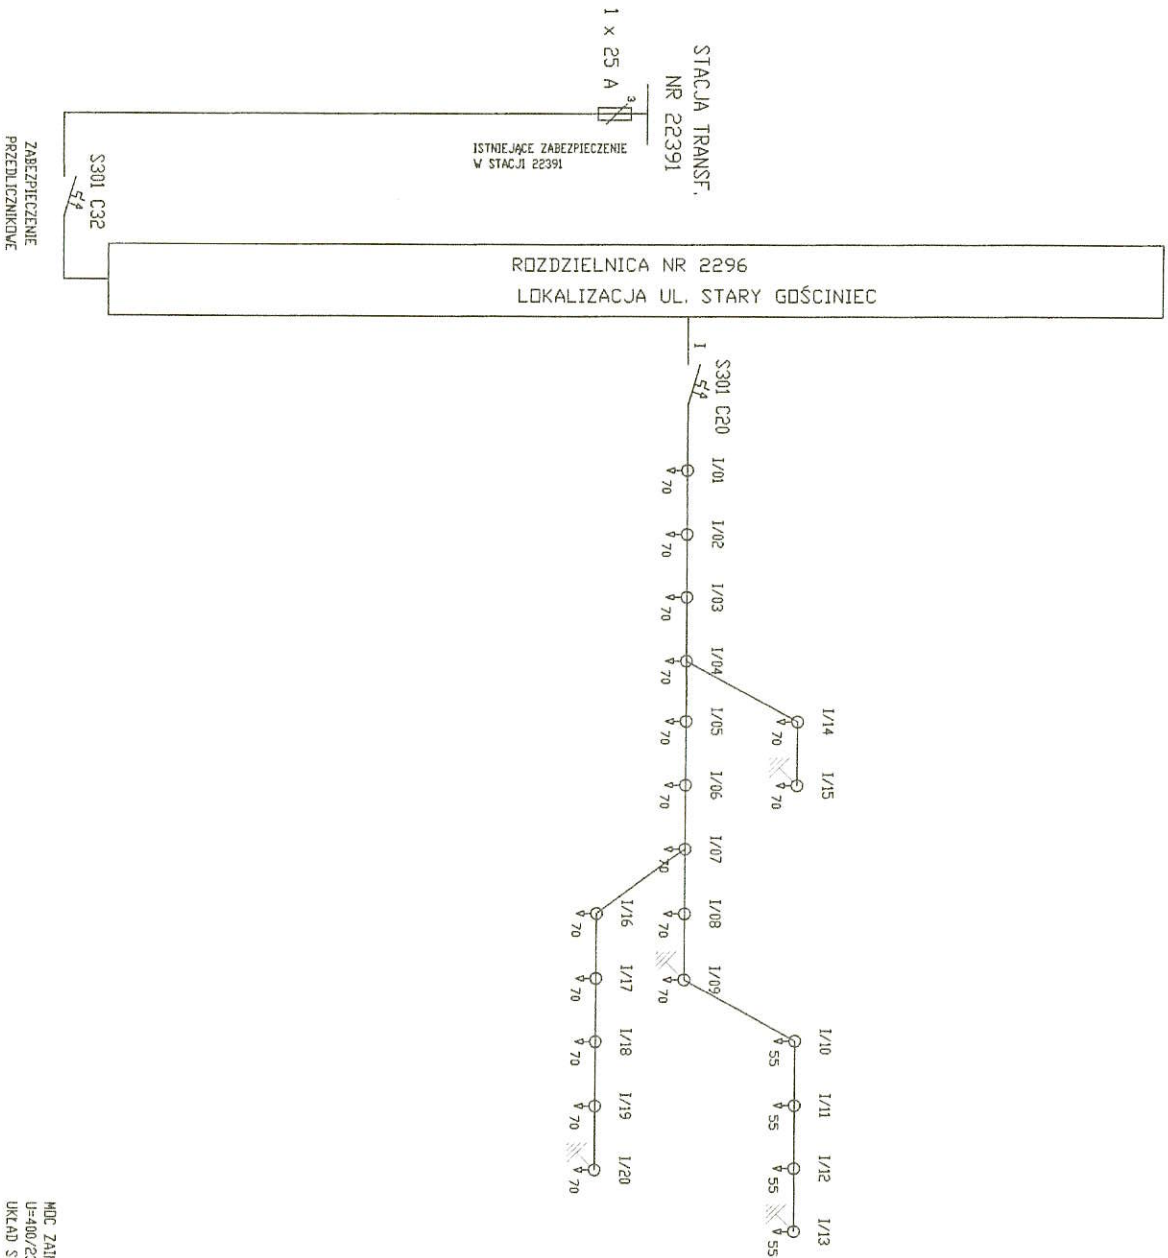 STACJA TRANSF.
NR 22391
1 x 25 A
3
ISTNIEJĄCE ZABEZPIECZENIE
W STACJI 22391
S301 C32
ZABEZPIECZENIE
PRZEDLICZNIKOWE
ROZDZIELNICA NR 2296
LOKALIZACJA UL. STARY GOŚCINIEC
I
S301 C20
I/01
70
I/02
70
I/03
70
I/04
70
I/05
70
I/06
70
I/07
70
I/08
70
I/09
70
I/14
70
I/15
70
I/10
55
I/11
55
I/12
55
I/13
55
I/16
70
I/17
70
I/18
70
I/19
70
I/20
70
UKŁAD S